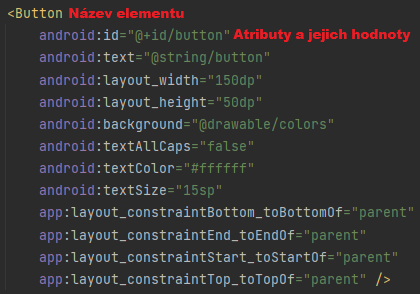 <Button Název elementu
android:id="@+id/button" Atributy a jejich hodnoty
android:text="@string/button"
android:layout_width="150dp"
android:layout_height="50dp"
android:background="@drawable/colors"
android:textAllCaps="false"
android:textColor="#ffffff"
android:textSize="15sp"
app:layout_constraintBottom_toBottomOf="parent"
app:layout_constraintEnd_toEndOf="parent"
app:layout_constraintStart_toStartOf="parent"
app:layout_constraintTop_toTopOf="parent" />